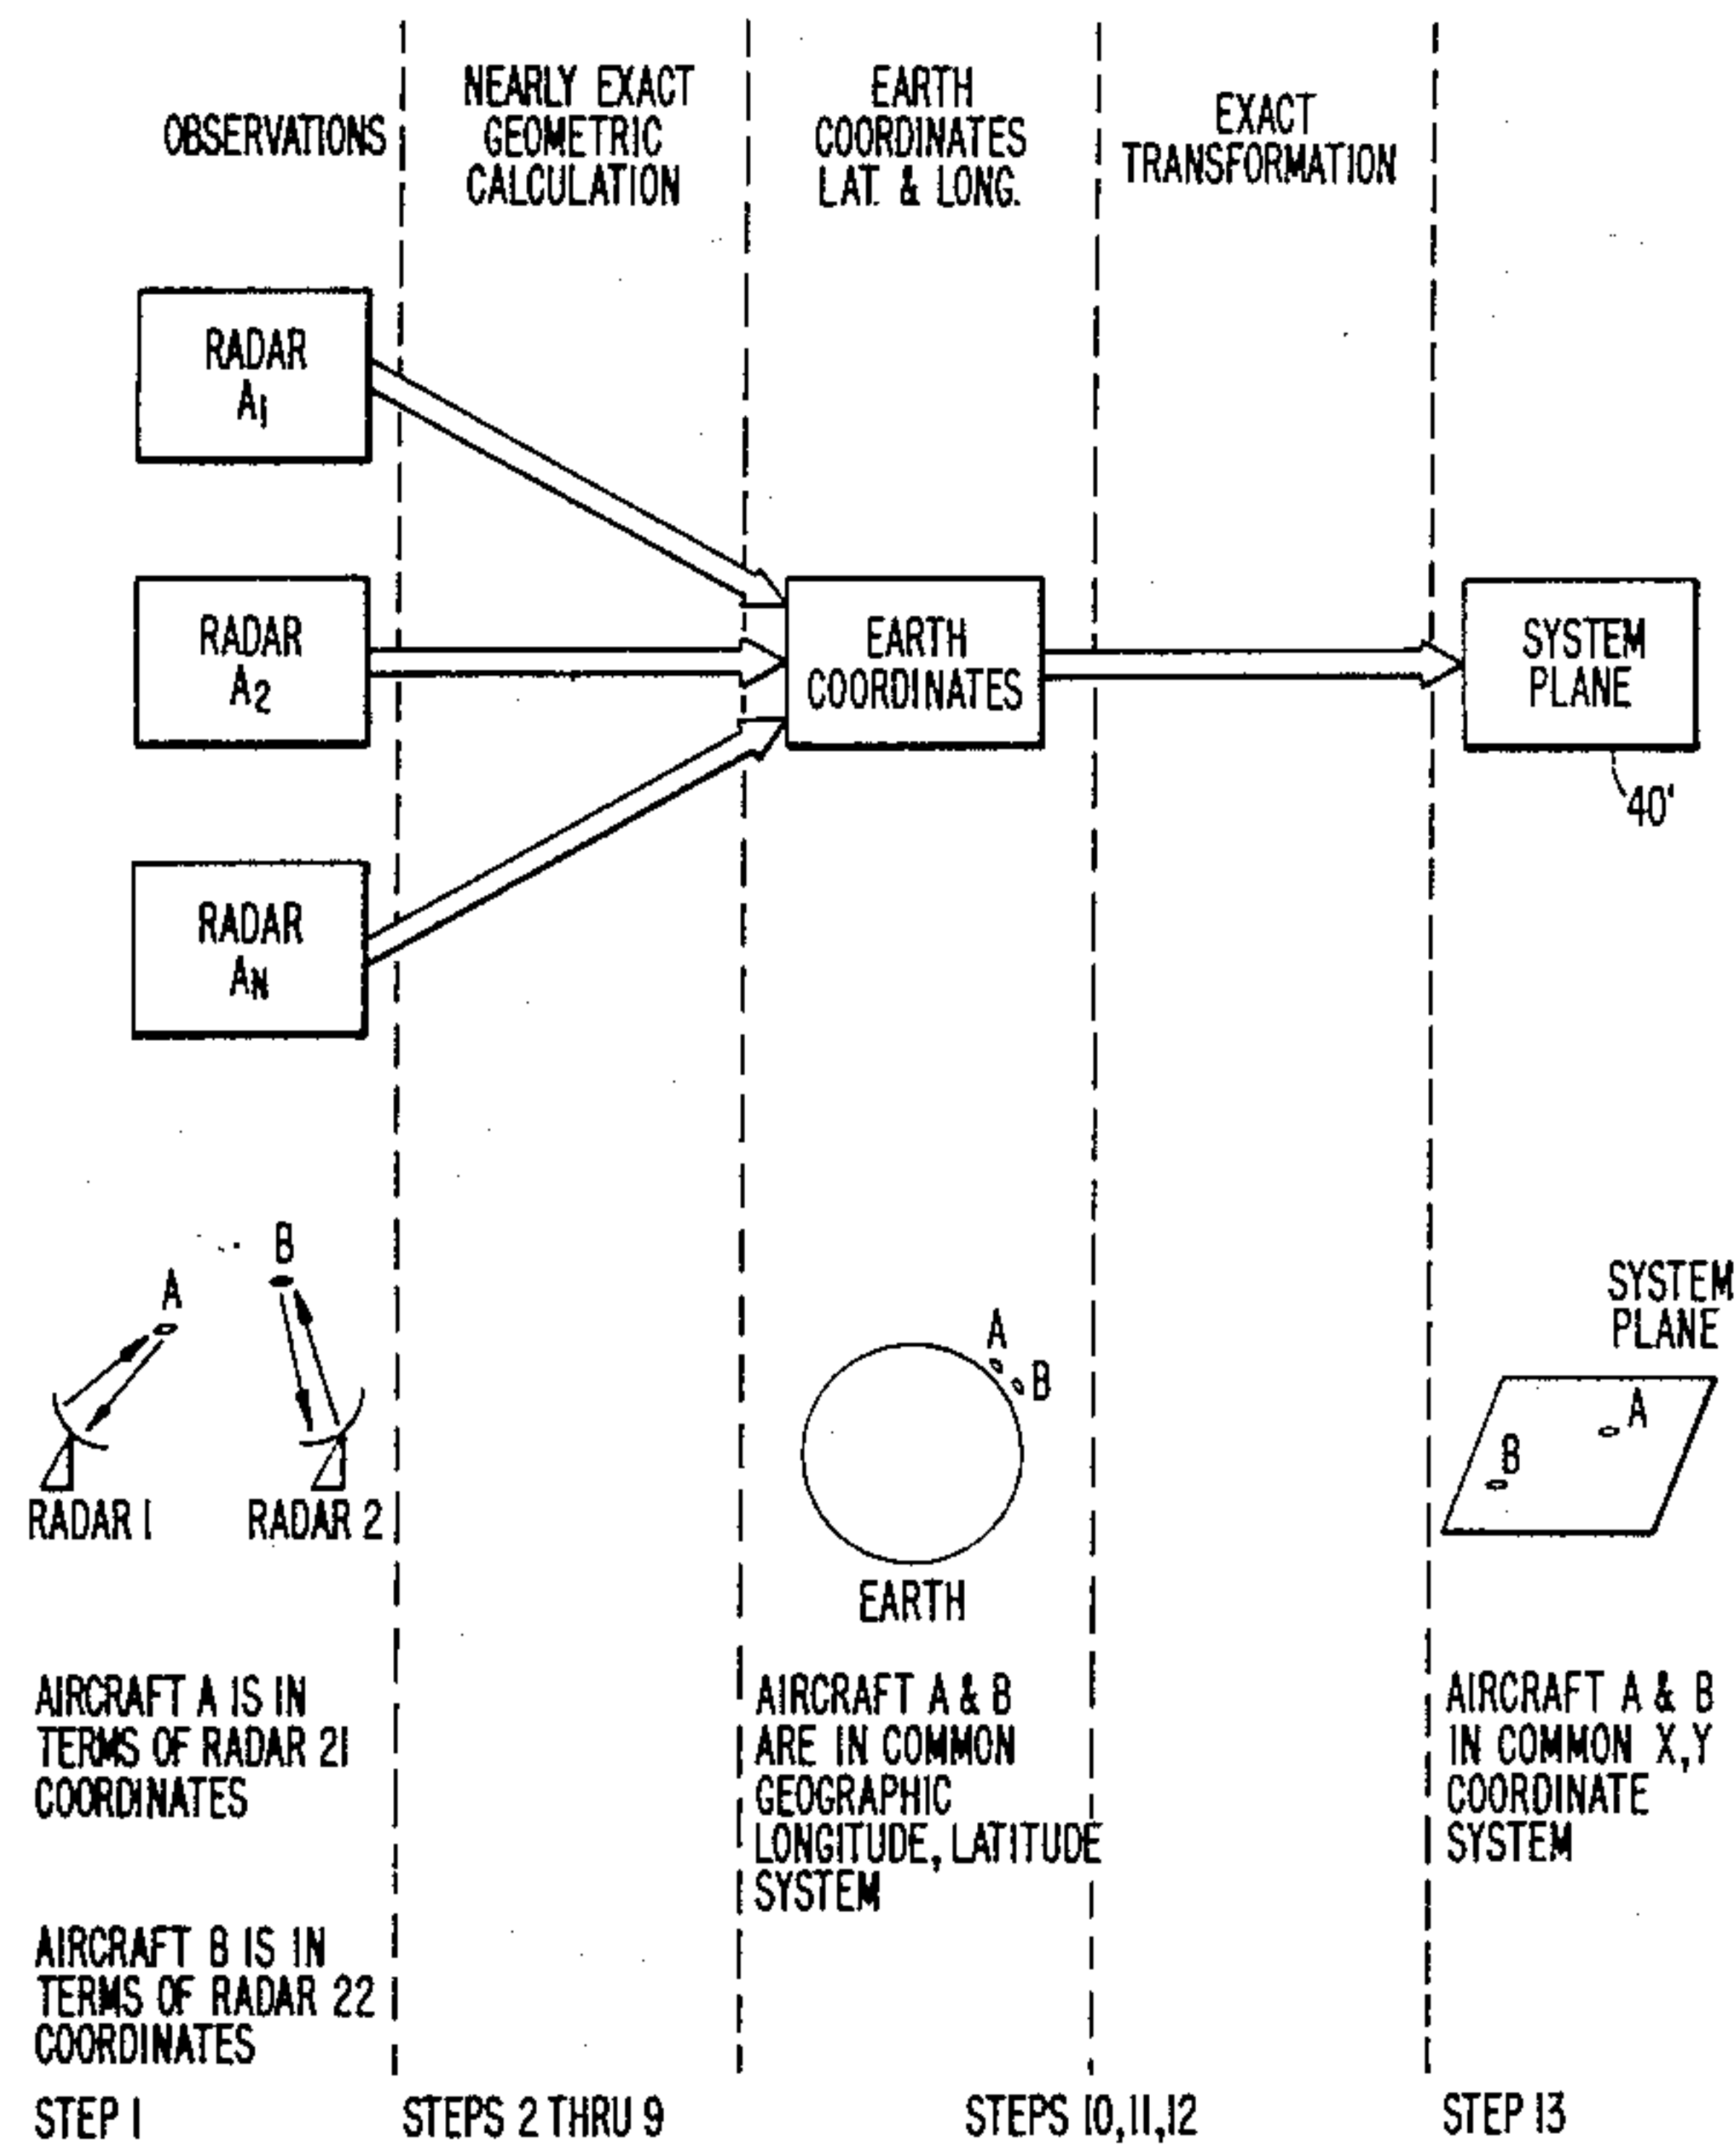 OBSERVATIONS
NEARLY EXACT
GEOMETRIC
CALCULATION
EARTH
COORDINATES
LAT. & LONG.
EXACT
TRANSFORMATION
RADAR
A1
RADAR
A2
RADAR
AN
EARTH
COORDINATES
SYSTEM
PLANE
40'
A
B
RADAR 1
RADAR 2
A
B
EARTH
SYSTEM
PLANE
A
B
AIRCRAFT A IS IN
TERMS OF RADAR 21
COORDINATES
AIRCRAFT B IS IN
TERMS OF RADAR 22
COORDINATES
AIRCRAFT A & B
ARE IN COMMON
GEOGRAPHIC
LONGITUDE, LATITUDE
SYSTEM
AIRCRAFT A & B
IN COMMON X,Y
COORDINATE
SYSTEM
STEP 1
STEPS 2 THRU 9
STEPS 10,11,12
STEP 13